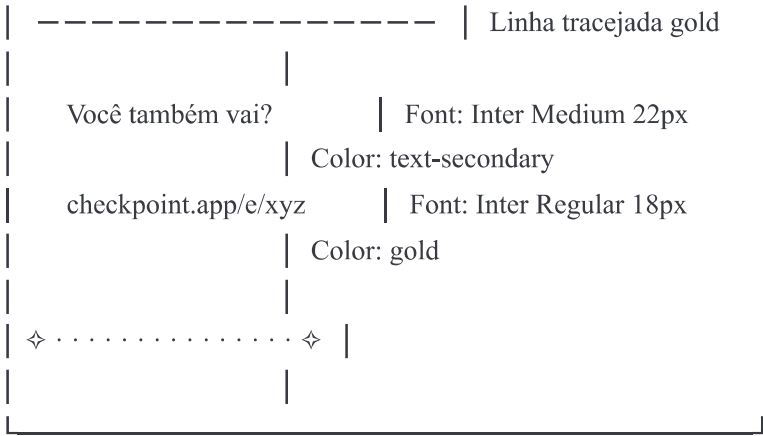 | — — — — — — — — — — — — — — — | Linha tracejada gold
| |
| Você também vai? | Font: Inter Medium 22px
| | Color: text-secondary
| checkpoint.app/e/xyz | Font: Inter Regular 18px
| | Color: gold
| |
| ✧ · · · · · · · · · · · · · · · ✧ |
| |